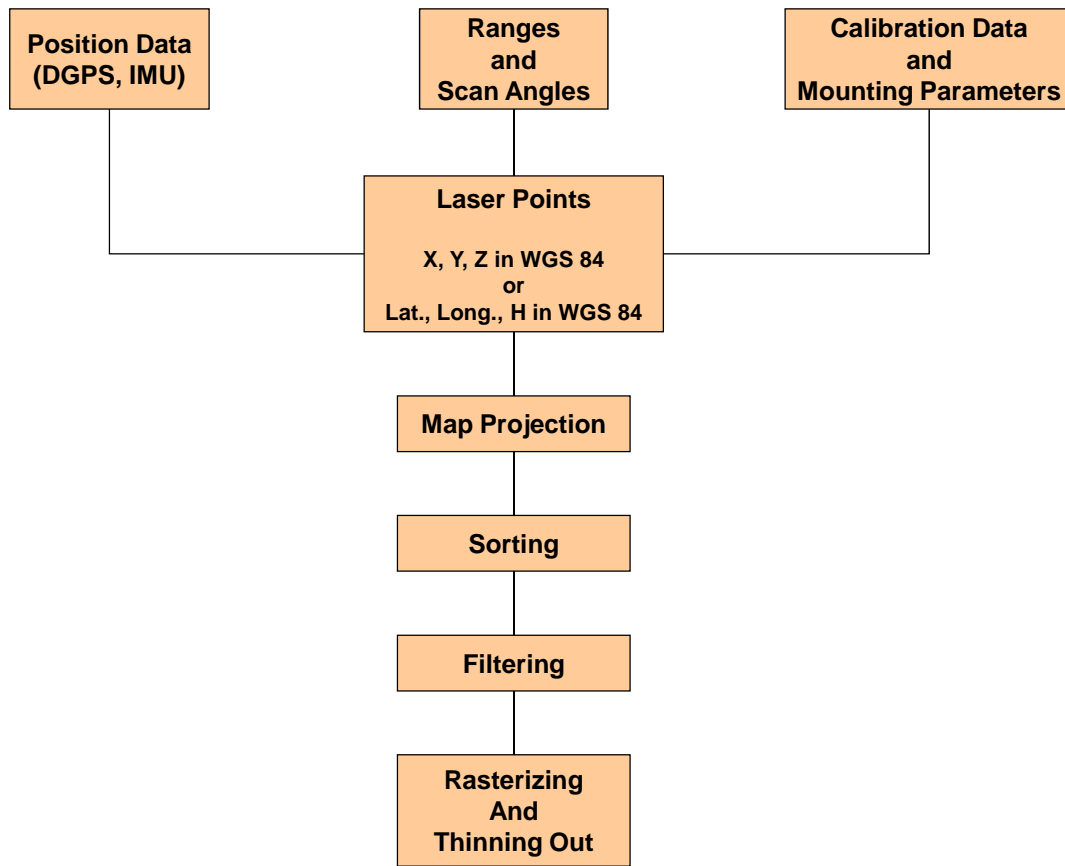 Position Data
(DGPS, IMU)
Ranges
and
Scan Angles
Calibration Data
and
Mounting Parameters
Laser Points
X, Y, Z in WGS 84
or
Lat., Long., H in WGS 84
Map Projection
Sorting
Filtering
Rasterizing
And
Thinning Out